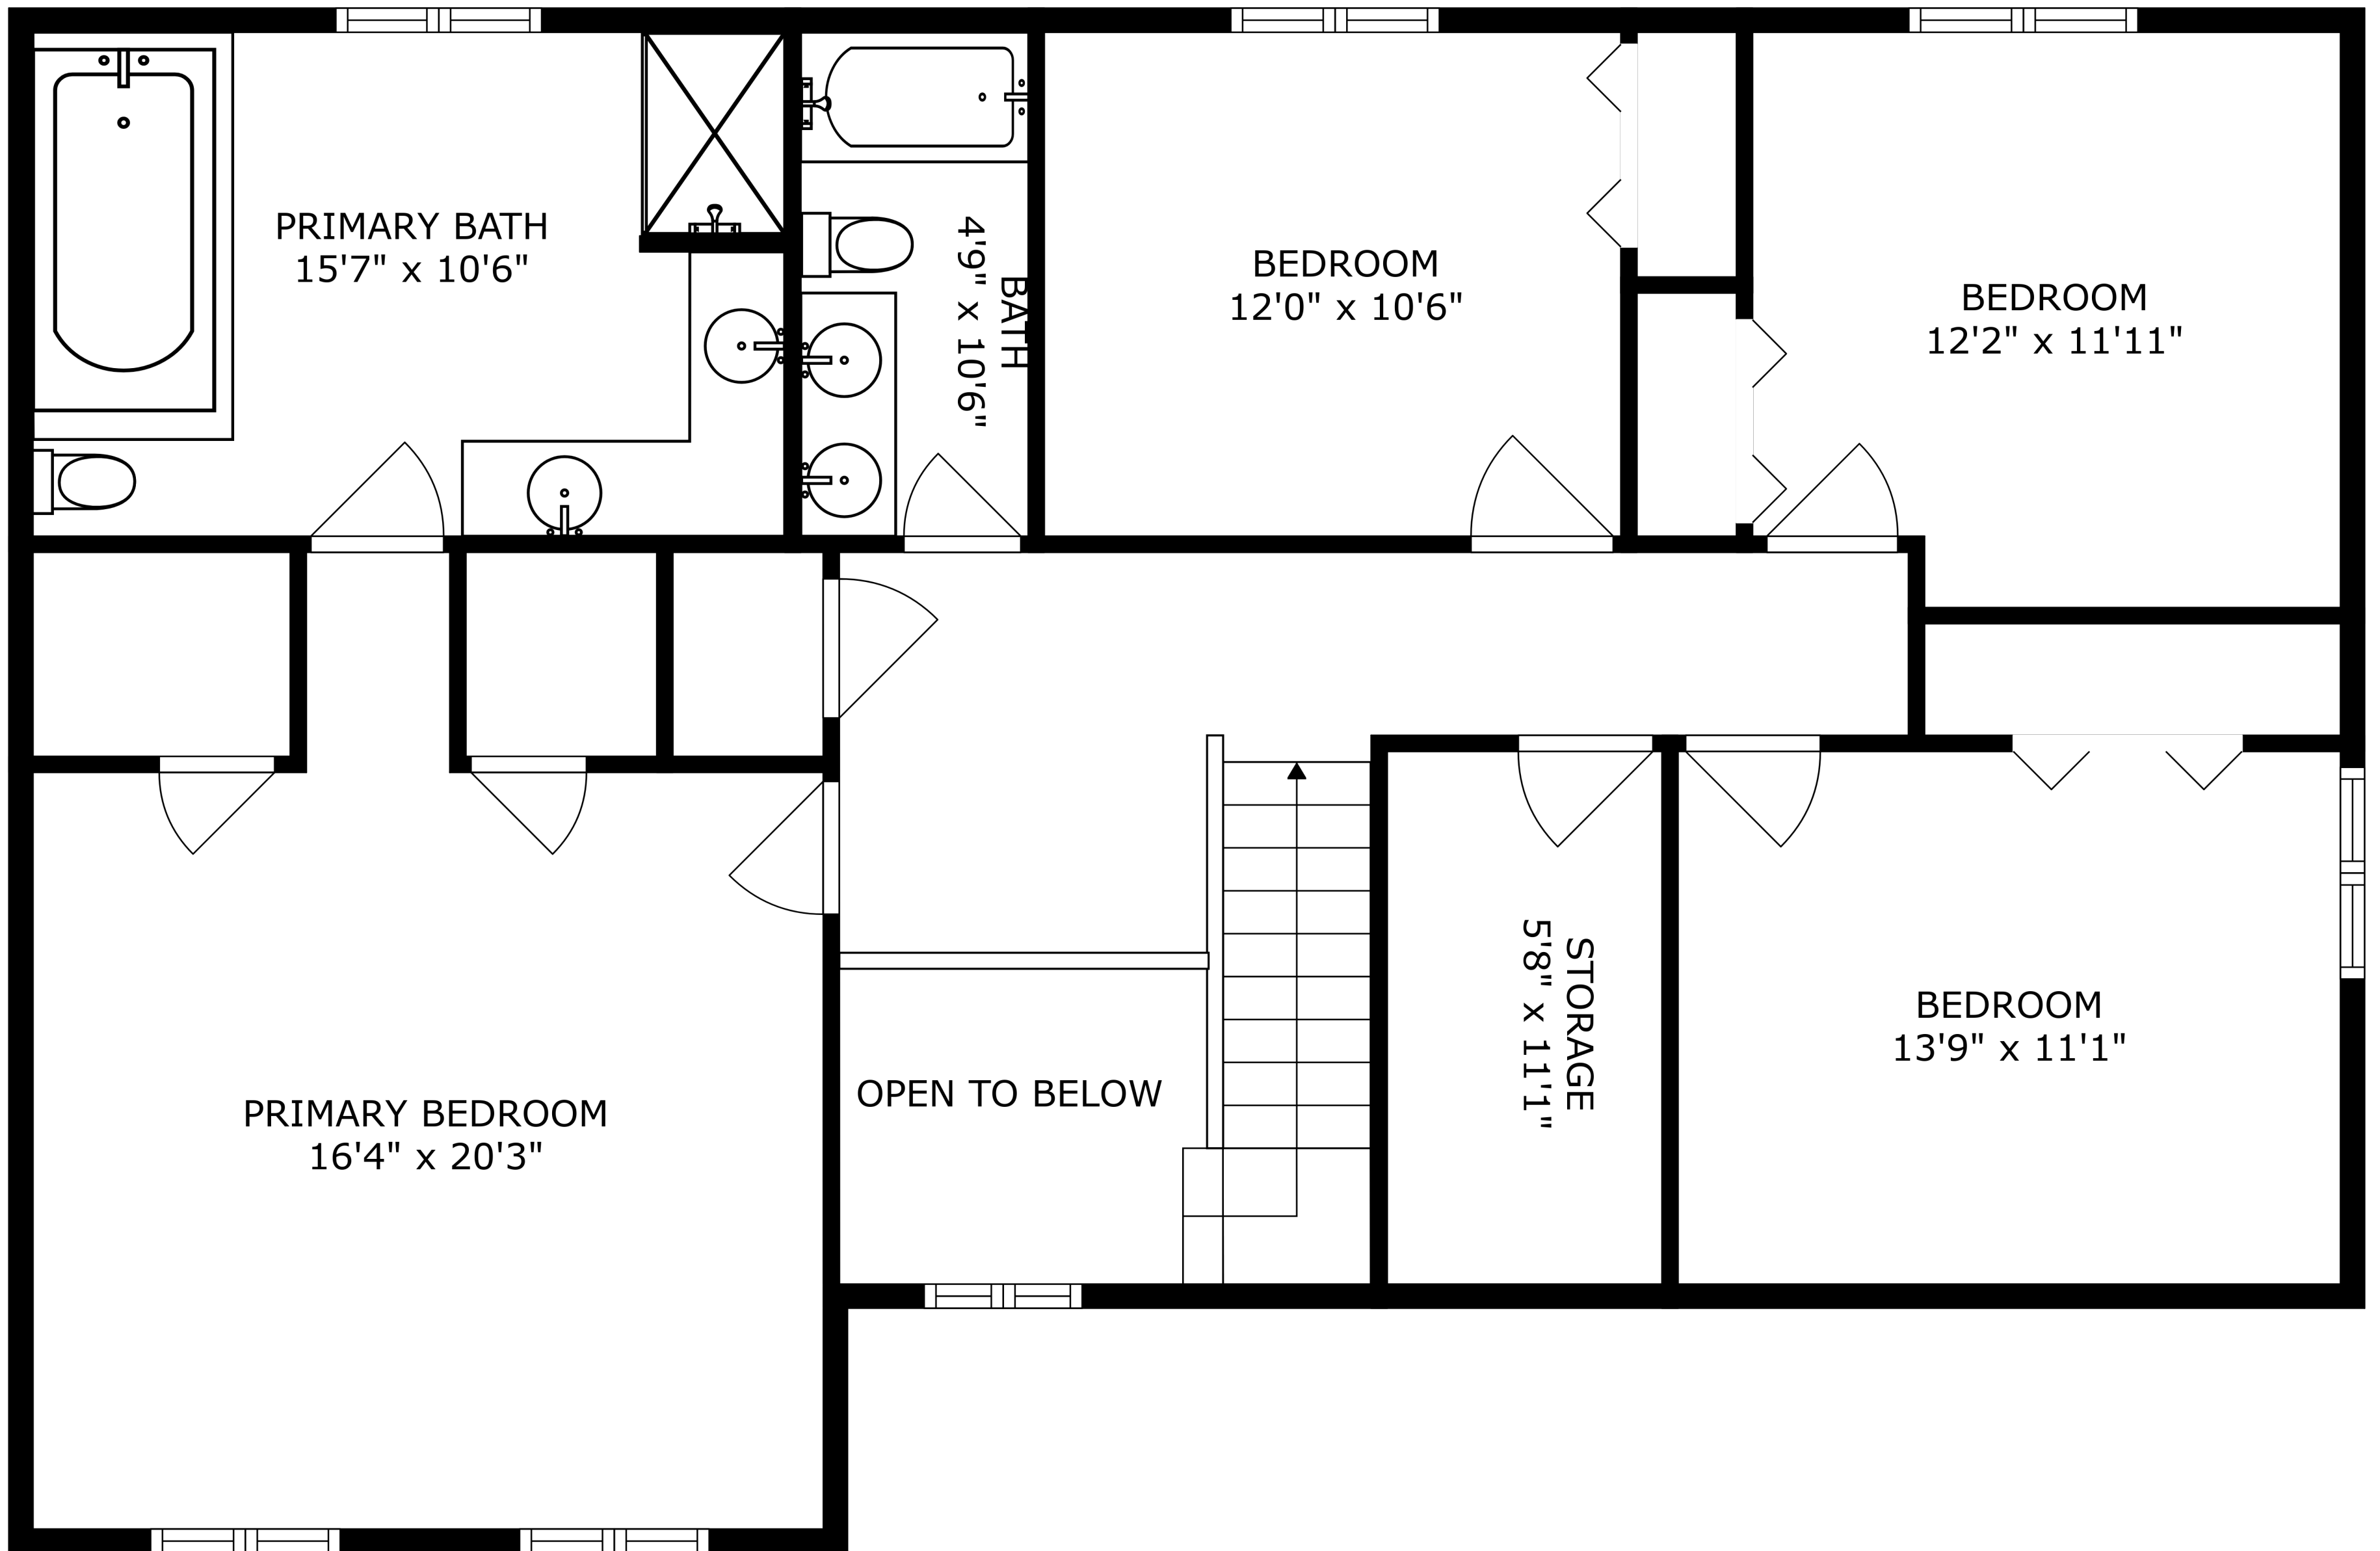 PRIMARY BATH
15'7" x 10'6"
BATH
4'9" x 10'6"
BEDROOM
12'0" x 10'6"
BEDROOM
12'2" x 11'11"
PRIMARY BEDROOM
16'4" x 20'3"
OPEN TO BELOW
STORAGE
5'8" x 11'1"
BEDROOM
13'9" x 11'1"